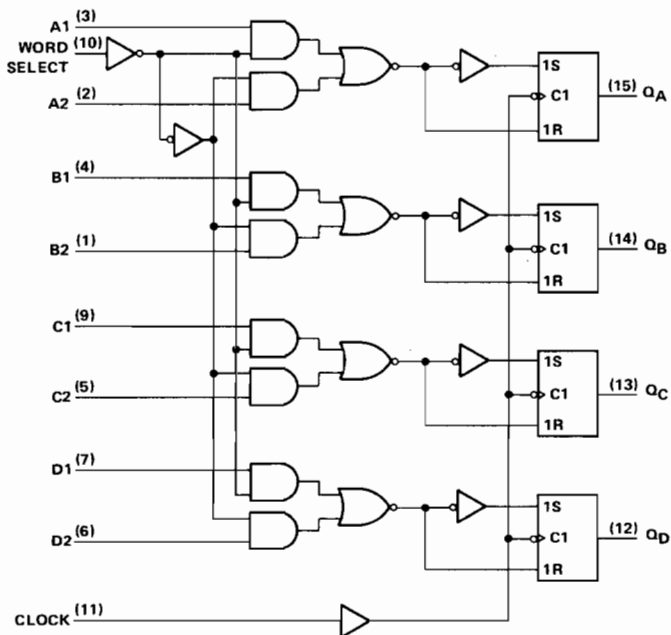 A1 (3)
WORD (10)
SELECT
A2 (2)
1S
C1
1R
(15) QA
B1 (4)
B2 (1)
1S
C1
1R
(14) QB
C1 (9)
C2 (5)
1S
C1
1R
(13) QC
D1 (7)
D2 (6)
1S
C1
1R
(12) QD
CLOCK (11)